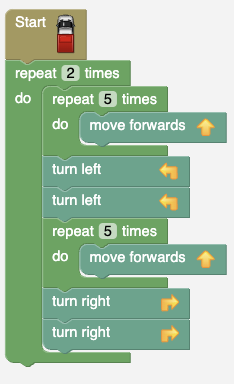 Start
repeat 2 times
do repeat 5 times
do move forwards
turn left
turn left
repeat 5 times
do move forwards
turn right
turn right